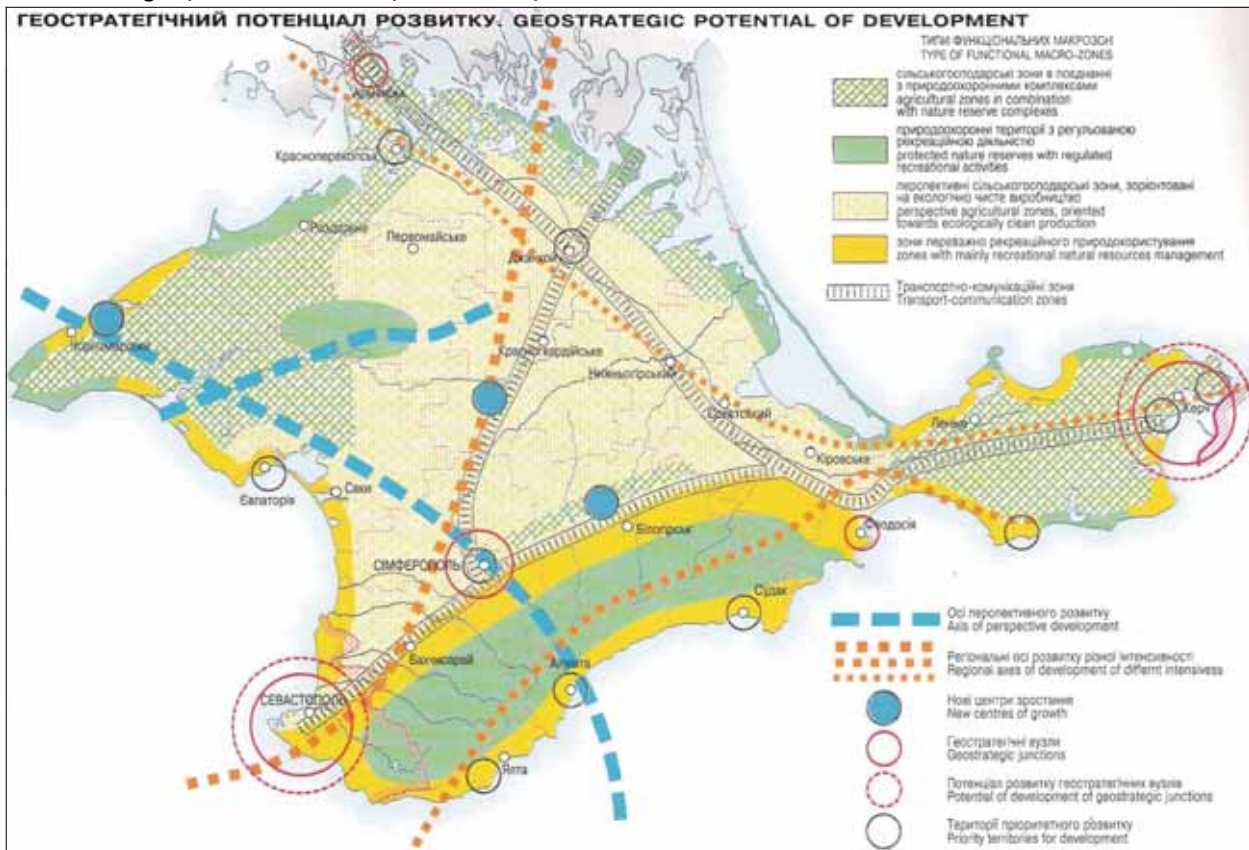 ГЕОСТРАТЕГІЧНИЙ ПОТЕНЦІАЛ РОЗВИТКУ. GEOSTRATEGIC POTENTIAL OF DEVELOPMENT
ТИПИ ФУНКЦІОНАЛЬНИХ МАКРОЗОН
TYPE OF FUNCTIONAL MACRO-ZONES
сільськогосподарські зони в поєднанні
з природоохоронними комплексами
agricultural zones in combination
with nature reserve complexes
природоохоронні території з регульованою
рекреаційною діяльністю
protected nature reserves with regulated
recreational activities
перспективні сільськогосподарські зони, зорієнтовані
на екологічно чисте виробництво
perspective agricultural zones, oriented
towards ecologically clean production
зони переважно рекреаційного природокористування
zones with mainly recreational natural resources management
Транспортно-комунікаційні зони
Transport-communication zones
Красноперекопськ
Роздольне
Первомайське
Джанкой
Красногвардійське
Нижньогірський
Совєтский
Кіровське
Леніне
Керч
Євпаторія
Саки
СІМФЕРОПОЛЬ
Білогірськ
Феодосія
Судак
Бахчисарай
Алушта
СЕВАСТОПОЛЬ
Ялта
Осі перспективного розвитку
Axis of perspective development
Регіональні осі розвитку різної інтенсивності
Regional axes of development of differnt intensivess
Нові центри зростання
New centres of growth
Геостратегічні вузли
Geostrategic junctions
Потенціал розвитку геостратегічних вузлів
Potential of development of geostrategic junctions
Території пріоритетного розвитку
Priority territories for development